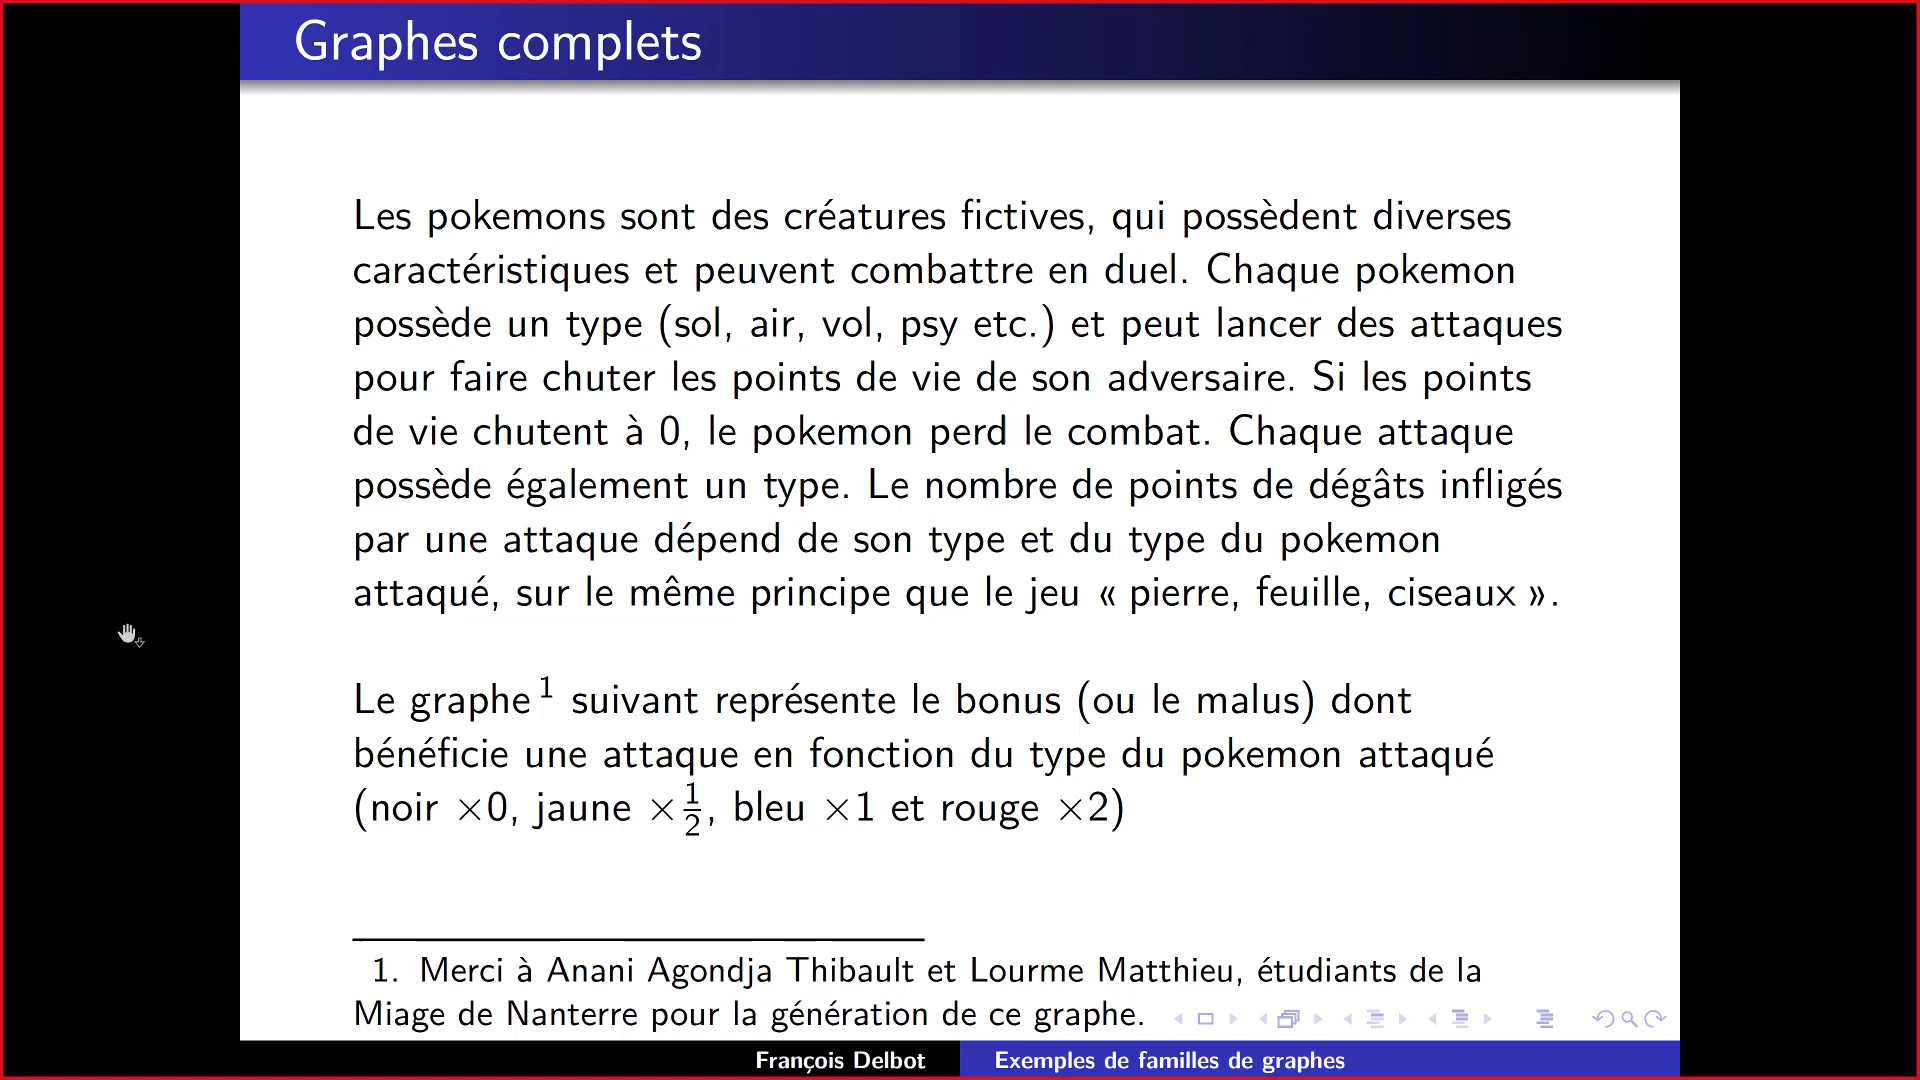 Graphes complets
Les pokemons sont des créatures fictives, qui possèdent diverses
caractéristiques et peuvent combattre en duel. Chaque pokemon
possède un type (sol, air, vol, psy etc.) et peut lancer des attaques
pour faire chuter les points de vie de son adversaire. Si les points
de vie chutent à 0, le pokemon perd le combat. Chaque attaque
possède également un type. Le nombre de points de dégâts infligés
par une attaque dépend de son type et du type du pokemon
attaqué, sur le même principe que le jeu « pierre, feuille, ciseaux ».
Le graphe ¹ suivant représente le bonus (ou le malus) dont
bénéficie une attaque en fonction du type du pokemon attaqué
(noir ×0, jaune ×½, bleu ×1 et rouge ×2)
1. Merci à Anani Agondja Thibault et Lourme Matthieu, étudiants de la
Miage de Nanterre pour la génération de ce graphe.
François Delbot Exemples de familles de graphes